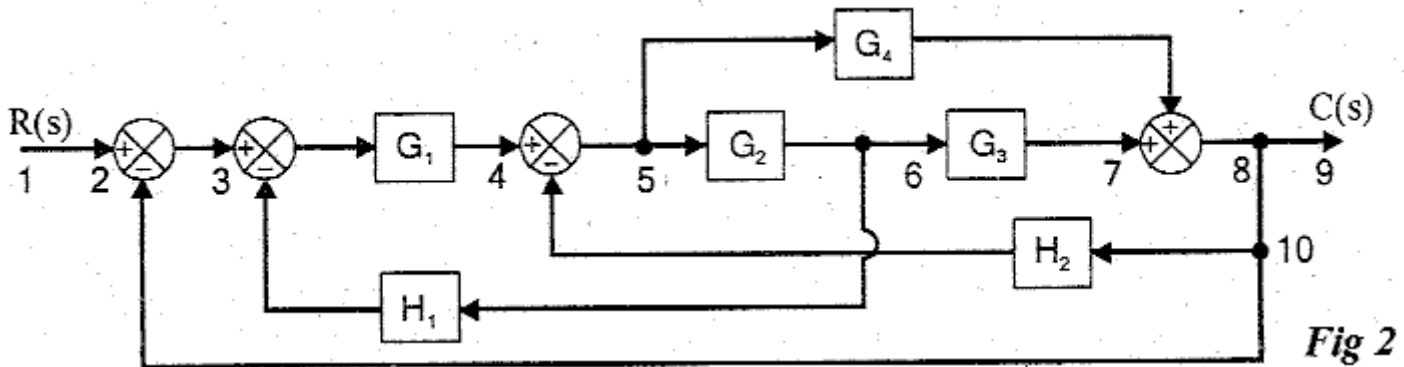 G₄
R(s)
C(s)
+ - + - G₁ + - G₂ G₃ + +
1 2 3 4 5 6 7 8 9
H₂ 10
H₁
Fig 2